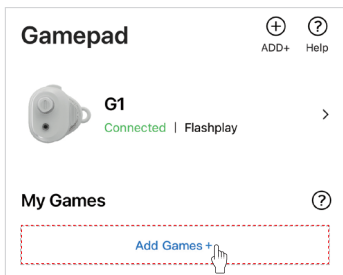 Gamepad
ADD+ Help
G1
Connected | Flashplay
My Games
Add Games +